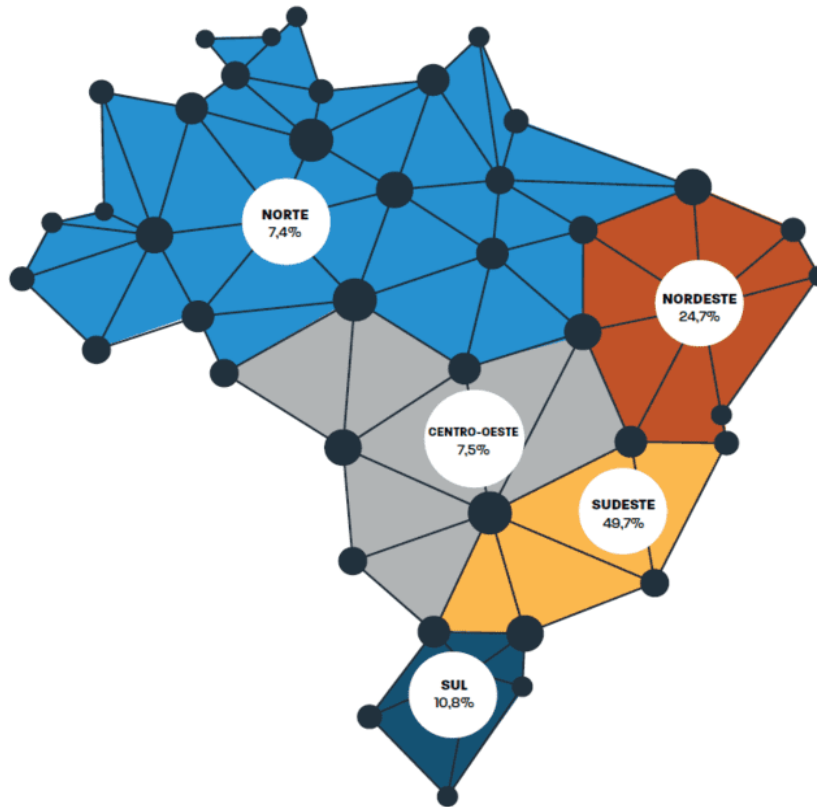 NORTE
7,4%
NORDESTE
24,7%
CENTRO-OESTE
7,5%
SUDESTE
49,7%
SUL
10,8%